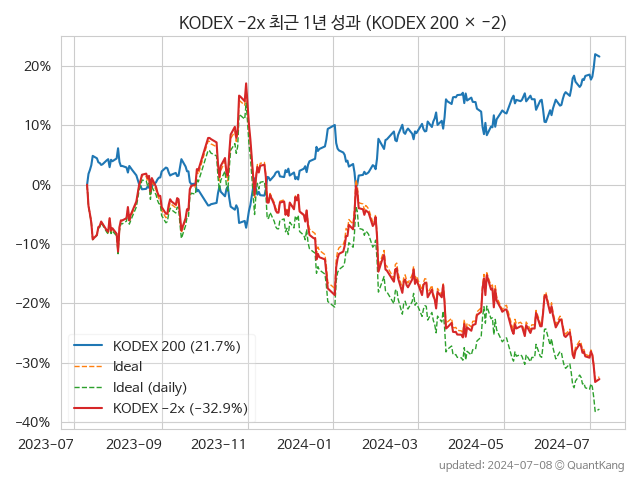 KODEX −2x 최근 1년 성과 (KODEX 200 × −2)
20%
10%
0%
−10%
−20%
−30%
−40%
KODEX 200 (21.7%)
Ideal
Ideal (daily)
KODEX −2x (−32.9%)
2023-07
2023-09
2023-11
2024-01
2024-03
2024-05
2024-07
updated: 2024-07-08 © QuantKang